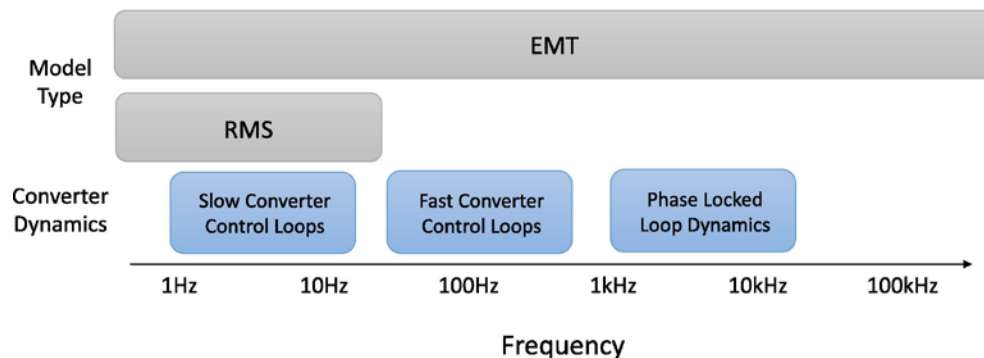 EMT
Model
Type
RMS
Converter
Dynamics
Slow Converter
Control Loops
Fast Converter
Control Loops
Phase Locked
Loop Dynamics
1Hz
10Hz
100Hz
1kHz
10kHz
100kHz
Frequency